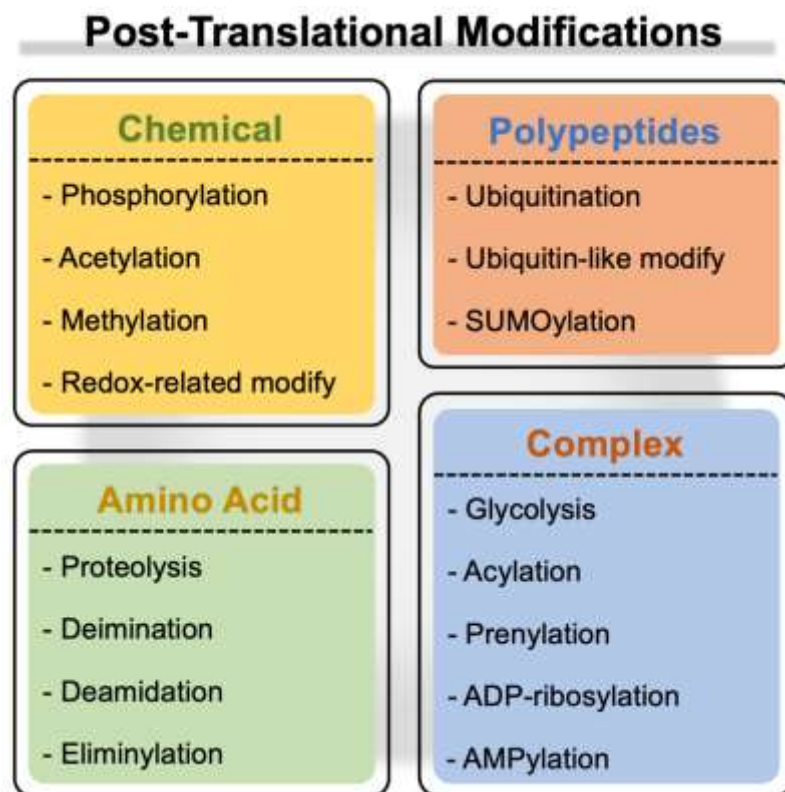 Post-Translational Modifications
Chemical
- Phosphorylation
- Acetylation
- Methylation
- Redox-related modify
Polypeptides
- Ubiquitination
- Ubiquitin-like modify
- SUMOylation
Amino Acid
- Proteolysis
- Deimination
- Deamidation
- Eliminylation
Complex
- Glycolysis
- Acylation
- Prenylation
- ADP-ribosylation
- AMPylation